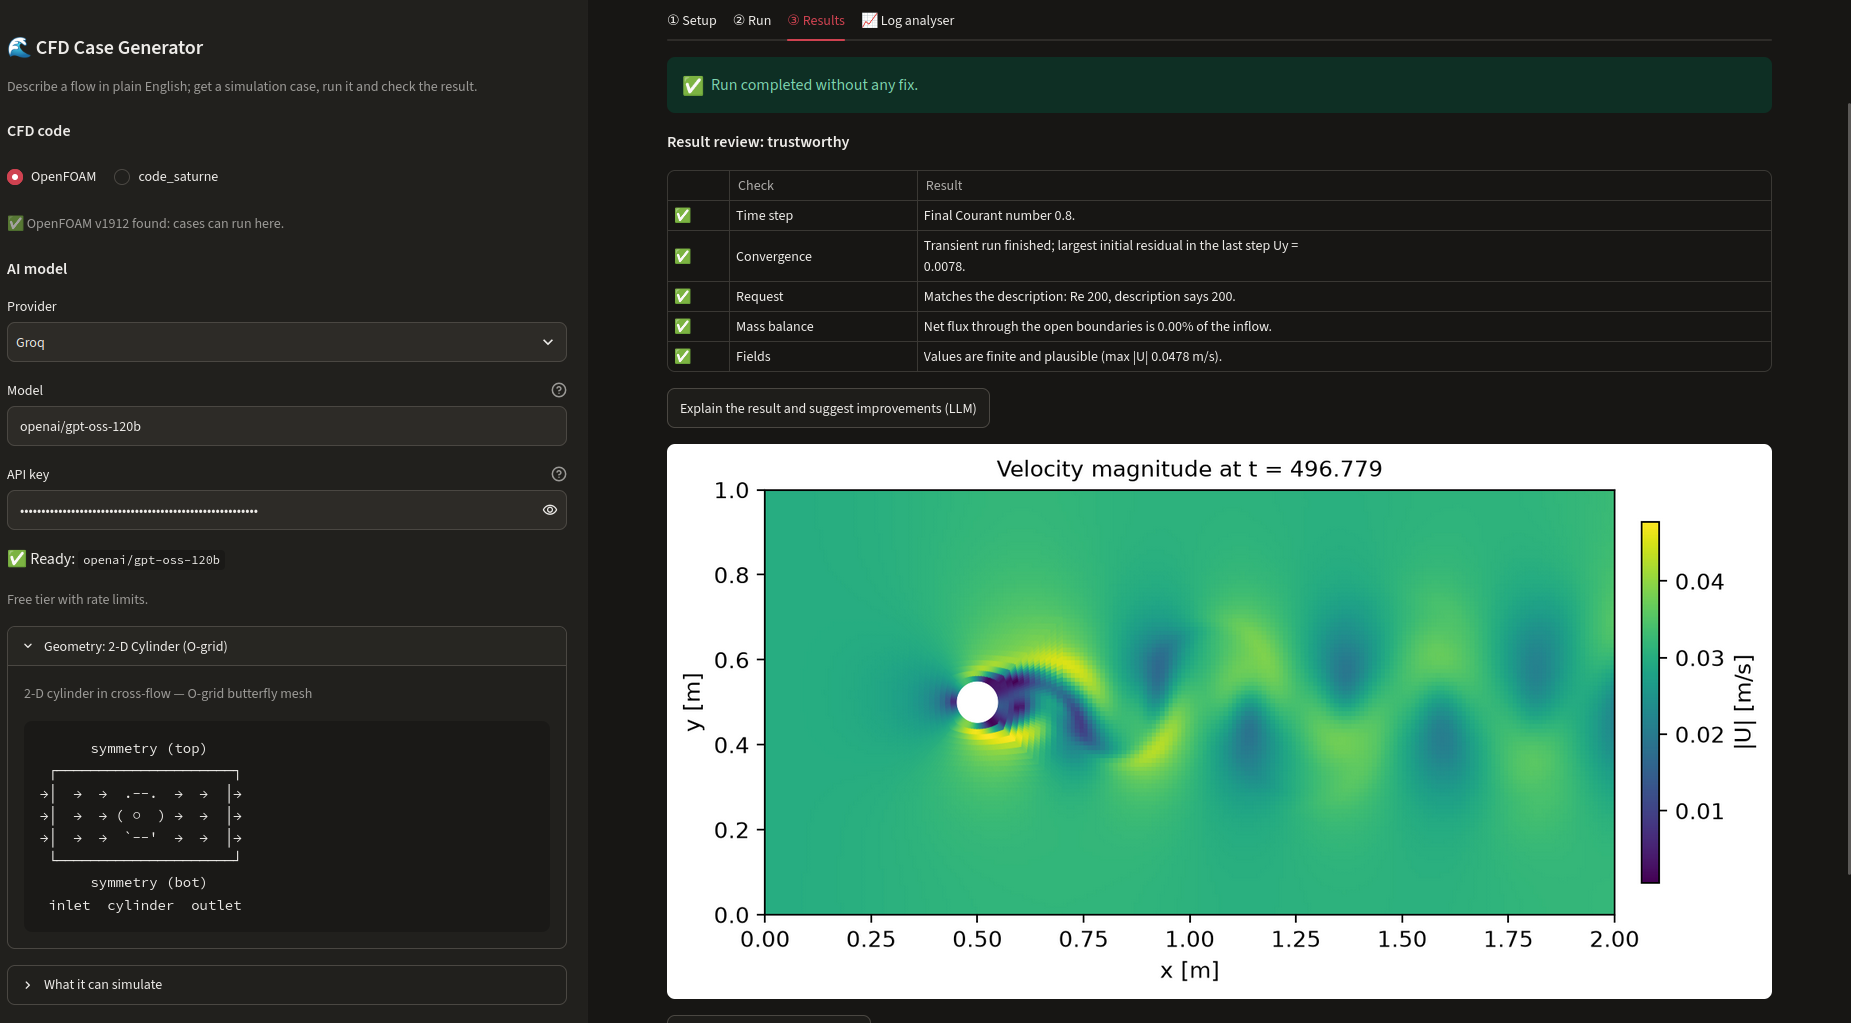 🌊 CFD Case Generator
Describe a flow in plain English; get a simulation case, run it and check the result.
CFD code
OpenFOAM
code_saturne
✅ OpenFOAM v1912 found: cases can run here.
AI model
Provider
Groq
Model
openai/gpt-oss-120b
API key
••••••••••••••••••••••••••••••••••••••••••••••••••••••••
✅ Ready: openai/gpt-oss-120b
Free tier with rate limits.
Geometry: 2-D Cylinder (O-grid)
2-D cylinder in cross-flow — O-grid butterfly mesh
symmetry (top)
→│ → → .--. → → │→
→│ → → ( ○ ) → → │→
→│ → → `--' → → │→
symmetry (bot)
inlet cylinder outlet
What it can simulate
① Setup
② Run
③ Results
📈 Log analyser
✅ Run completed without any fix.
Result review: trustworthy
Check Result
✅ Time step Final Courant number 0.8.
✅ Convergence Transient run finished; largest initial residual in the last step Uy =
0.0078.
✅ Request Matches the description: Re 200, description says 200.
✅ Mass balance Net flux through the open boundaries is 0.00% of the inflow.
✅ Fields Values are finite and plausible (max |U| 0.0478 m/s).
Explain the result and suggest improvements (LLM)
Velocity magnitude at t = 496.779
1.0
0.8
0.6
0.4
0.2
0.0
y [m]
0.00 0.25 0.50 0.75 1.00 1.25 1.50 1.75 2.00
x [m]
0.04
0.03
0.02
0.01
|U| [m/s]